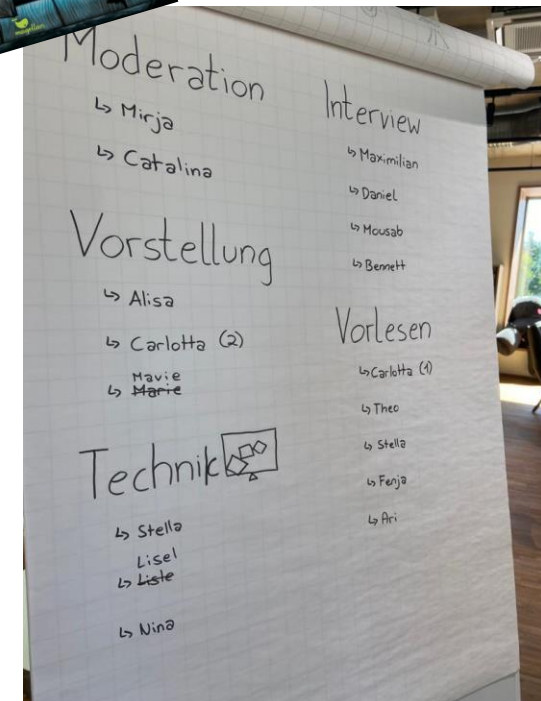 magellan
Moderation
↳ Mirja
↳ Catalina
Vorstellung
↳ Alisa
↳ Carlotta (2)
Mavie
↳ Marie
Technik
↳ Stella
Lisel
↳ Liste
↳ Nina
Interview
↳ Maximilian
↳ Daniel
↳ Mousab
↳ Bennett
Vorlesen
↳ Carlotta (1)
↳ Theo
↳ Stella
↳ Fenja
↳ Ari